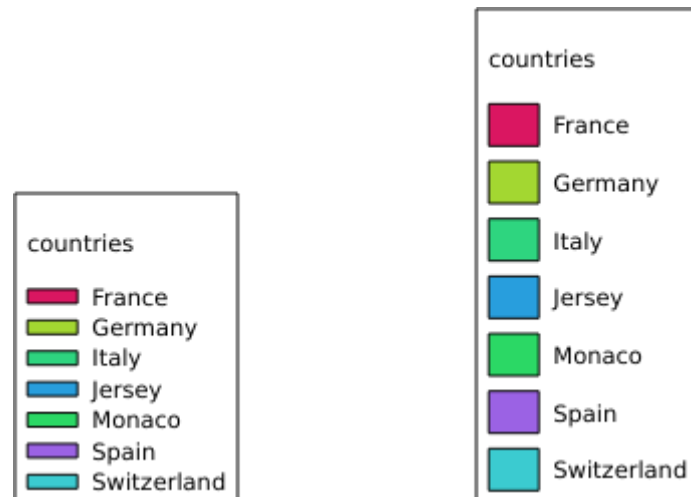 countries
France
Germany
Italy
Jersey
Monaco
Spain
Switzerland
countries
France
Germany
Italy
Jersey
Monaco
Spain
Switzerland